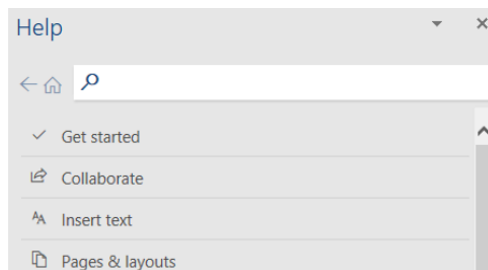 Help
Get started
Collaborate
Insert text
Pages & layouts